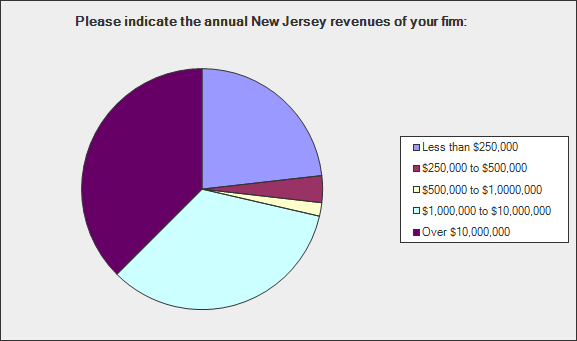 Please indicate the annual New Jersey revenues of your firm:
Less than $250,000
$250,000 to $500,000
$500,000 to $1,0000,000
$1,000,000 to $10,000,000
Over $10,000,000